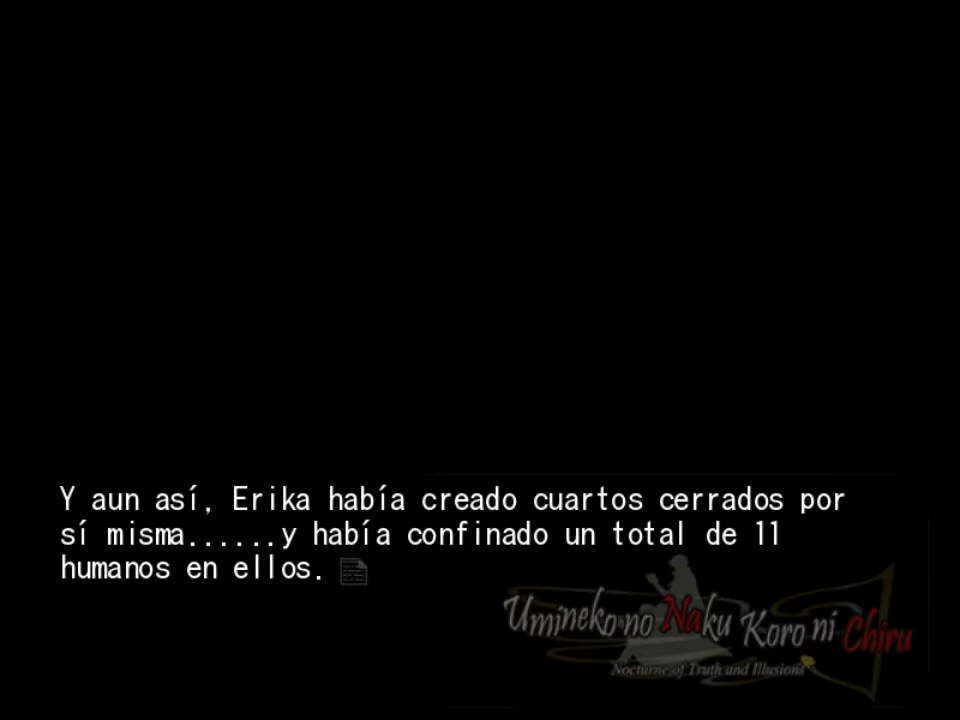 Y aun así, Erika había creado cuartos cerrados por
sí misma......y había confinado un total de 11
humanos en ellos.
Umineko no Naku Koro ni Chiru
Nocturne of Truth and Illusions